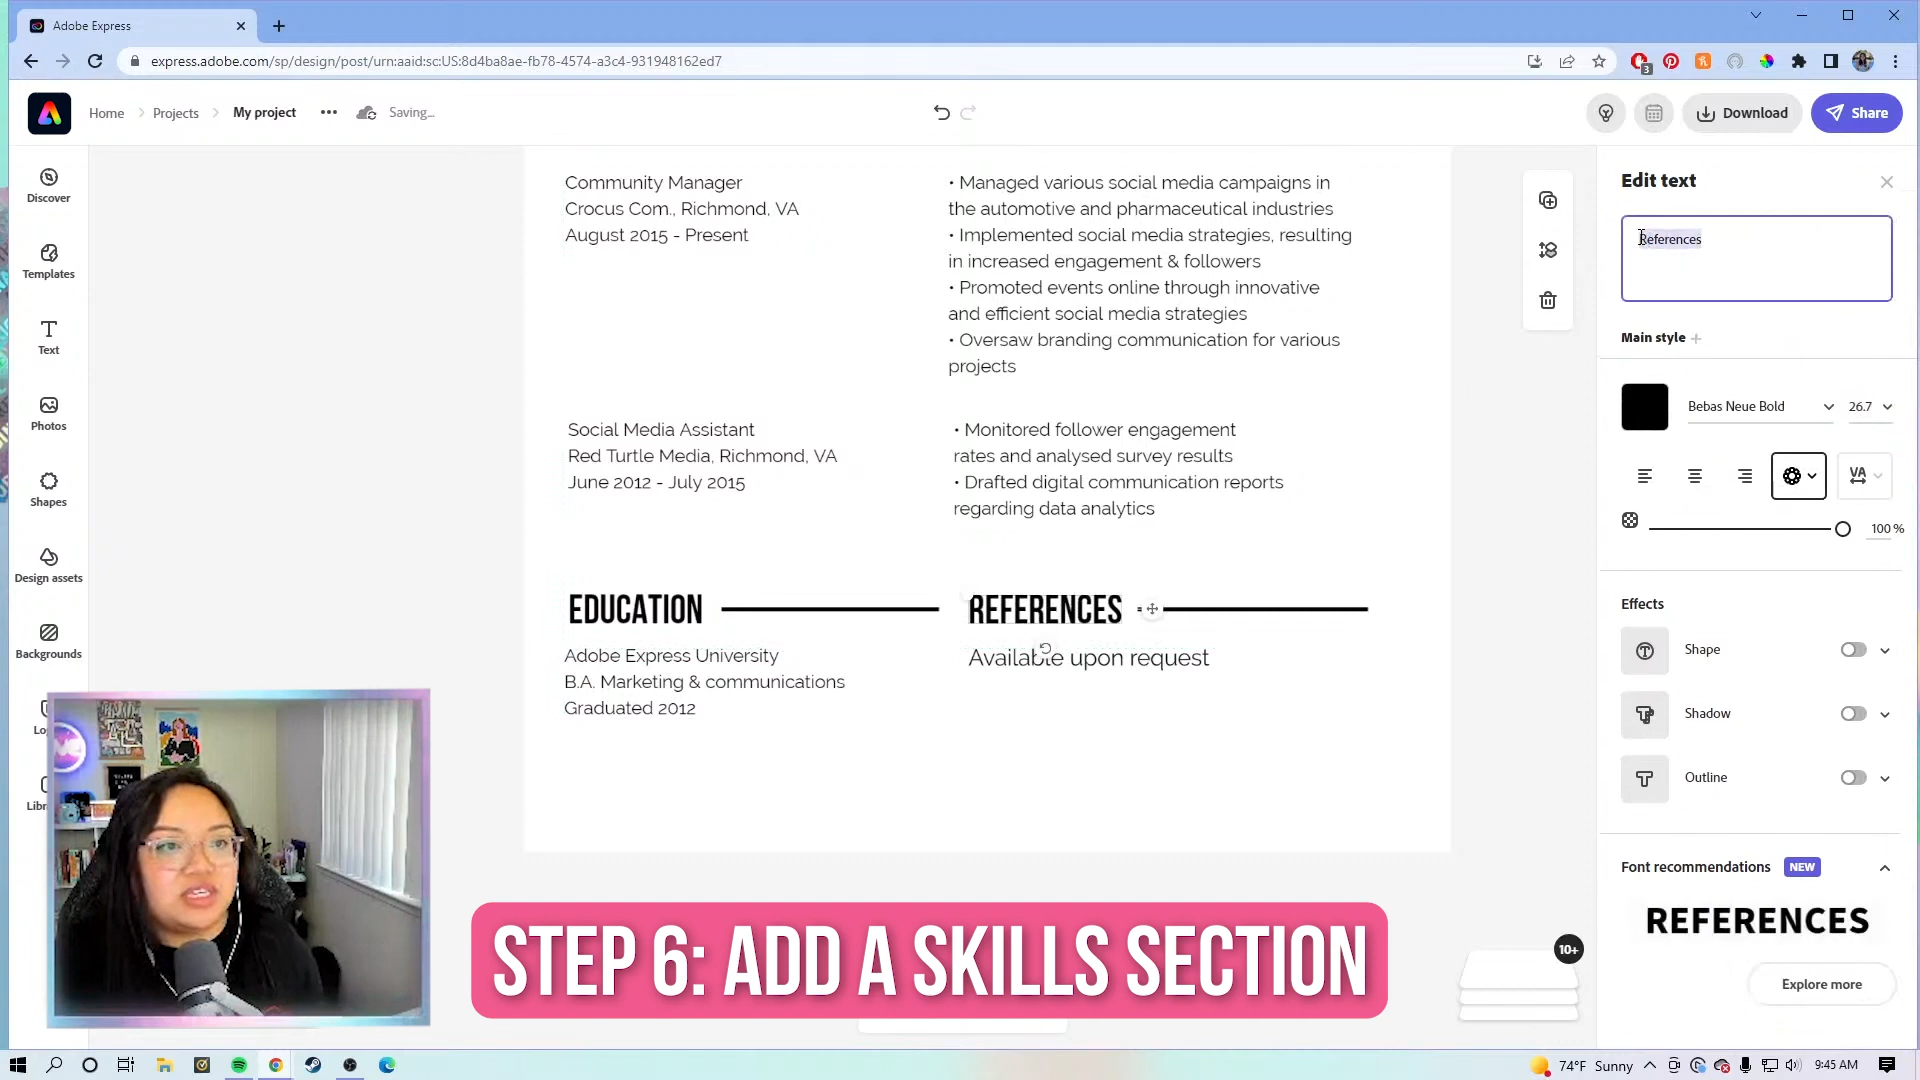 Adobe Express
express.adobe.com/sp/design/post/urn:aaid:sc:US:8d4ba8ae-fb78-4574-a3c4-931948162ed7
3
Home
Projects
My project
Saving...
Download
Share
Discover
Templates
Text
Photos
Shapes
Design assets
Backgrounds
Community Manager
Crocus Com., Richmond, VA
August 2015 - Present
• Managed various social media campaigns in
the automotive and pharmaceutical industries
• Implemented social media strategies, resulting
in increased engagement & followers
• Promoted events online through innovative
and efficient social media strategies
• Oversaw branding communication for various
projects
Social Media Assistant
Red Turtle Media, Richmond, VA
June 2012 - July 2015
• Monitored follower engagement
rates and analysed survey results
• Drafted digital communication reports
regarding data analytics
EDUCATION
Adobe Express University
B.A. Marketing & communications
Graduated 2012
REFERENCES
Available upon request
Edit text
References
Main style
Bebas Neue Bold
26.7
VA
100 %
Effects
Shape
Shadow
Outline
Font recommendations
NEW
REFERENCES
Explore more
10+
STEP 6: ADD A SKILLS SECTION
74°F Sunny
9:45 AM